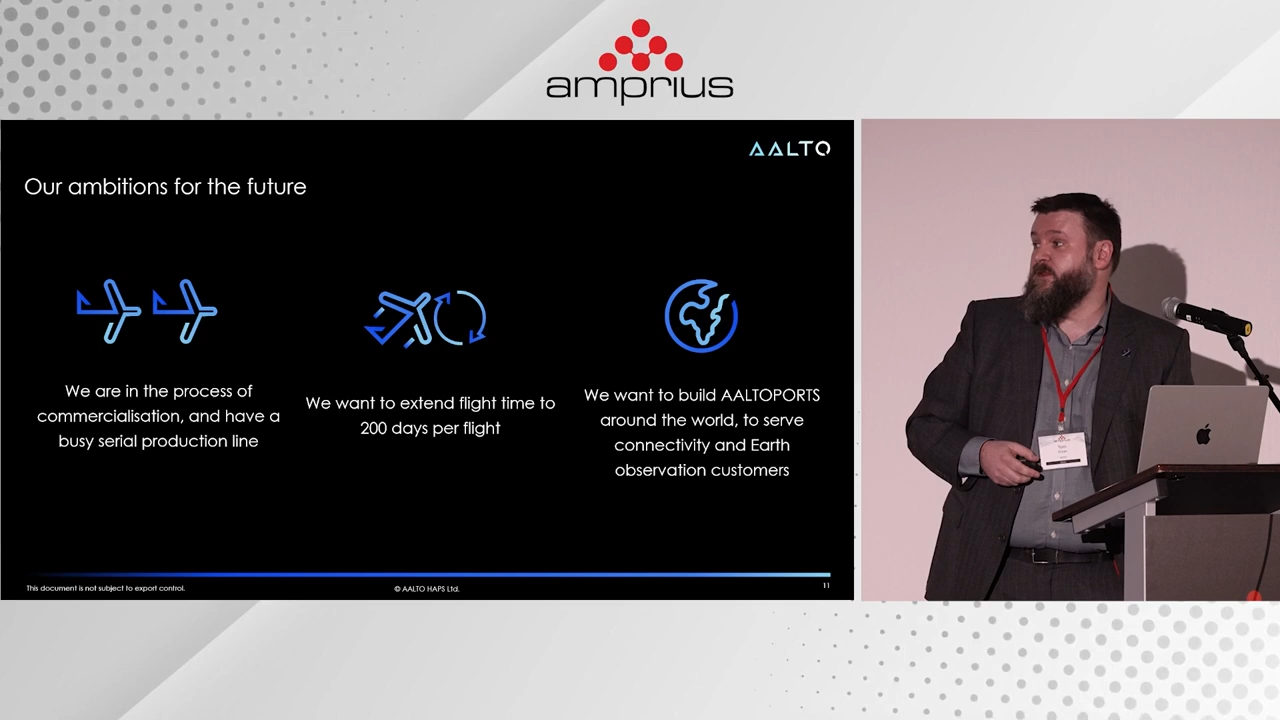 amprius
AALTO
Our ambitions for the future
We are in the process of
commercialisation, and have a
busy serial production line
We want to extend flight time to
200 days per flight
We want to build AALTOPORTS
around the world, to serve
connectivity and Earth
observation customers
This document is not subject to export control.
© AALTO HAPS Ltd.
11